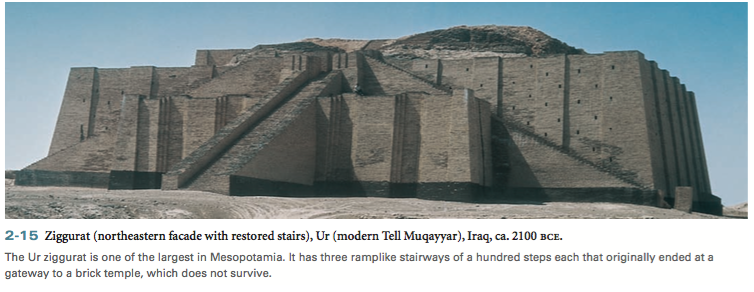 2-15 Ziggurat (northeastern facade with restored stairs), Ur (modern Tell Muqayyar), Iraq, ca. 2100 BCE.
The Ur ziggurat is one of the largest in Mesopotamia. It has three ramplike stairways of a hundred steps each that originally ended at a
gateway to a brick temple, which does not survive.